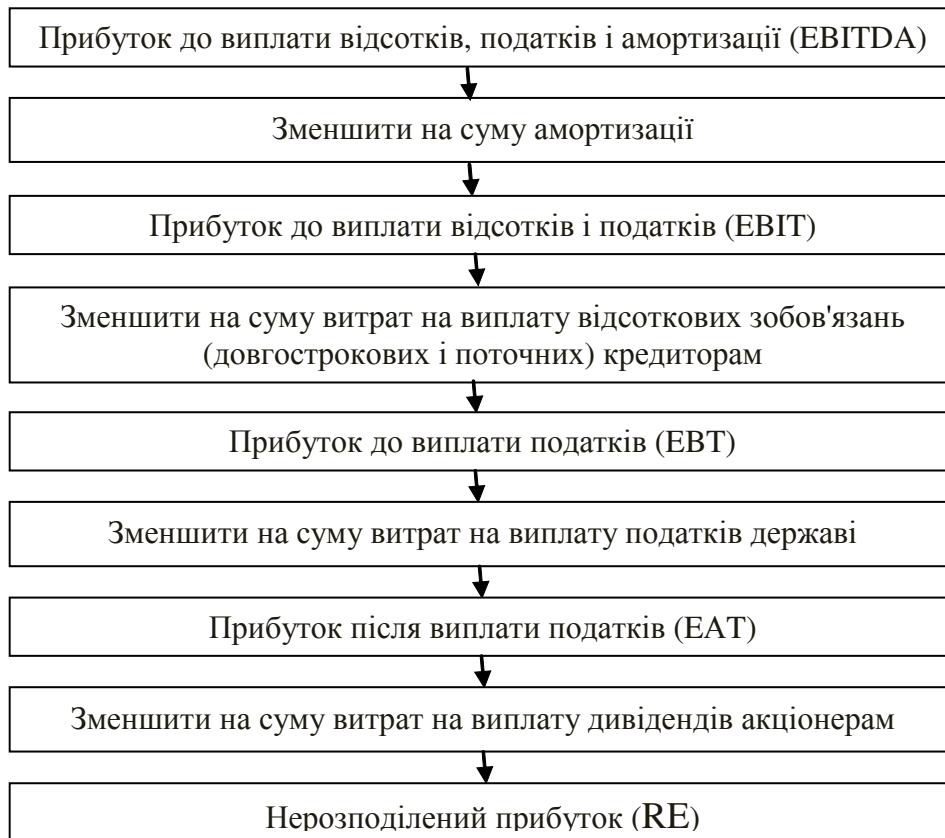 Прибуток до виплати відсотків, податків і амортизації (EBITDA)
Зменшити на суму амортизації
Прибуток до виплати відсотків і податків (EBIT)
Зменшити на суму витрат на виплату відсоткових зобов'язань
(довгострокових і поточних) кредиторам
Прибуток до виплати податків (EBT)
Зменшити на суму витрат на виплату податків державі
Прибуток після виплати податків (EAT)
Зменшити на суму витрат на виплату дивідендів акціонерам
Нерозподілений прибуток (RE)